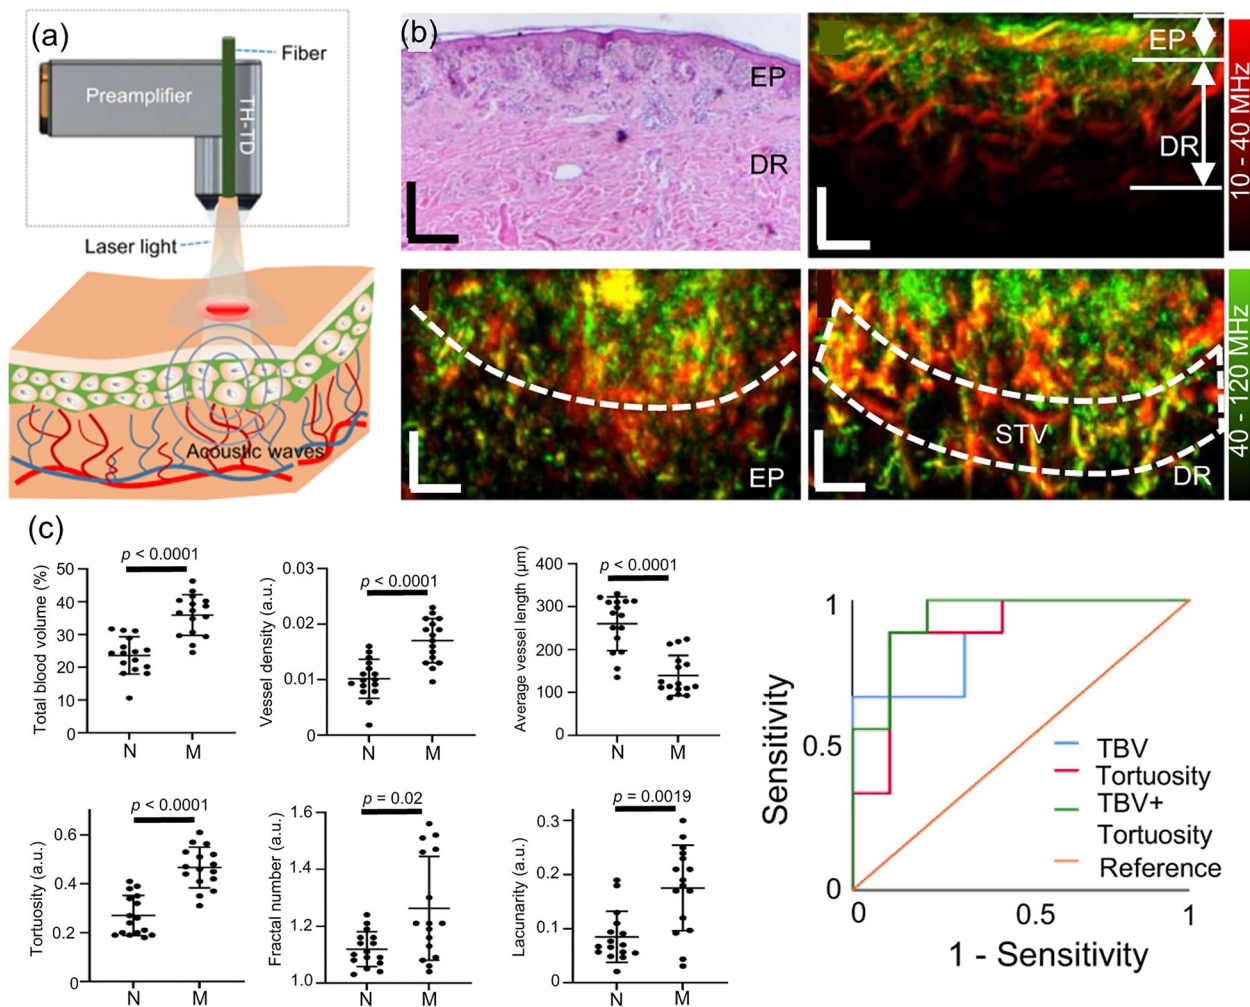 (a)
Fiber
Preamplifier
TH-TD
Laser light
Acoustic waves
(b)
EP
DR
EP
DR
10 - 40 MHz
EP
STV
DR
40 - 120 MHz
(c)
p < 0.0001
Total blood volume (%)
50
40
30
20
10
0
N
M
p < 0.0001
Vessel density (a.u.)
0.03
0.02
0.01
0
N
M
p < 0.0001
Average vessel length (μm)
400
300
200
100
0
N
M
p < 0.0001
Tortuosity (a.u.)
0.6
0.4
0.2
0
N
M
p = 0.02
Fractal number (a.u.)
1.6
1.4
1.2
1.0
N
M
p = 0.0019
Lacunarity (a.u.)
0.3
0.2
0.1
0
N
M
Sensitivity
1
0.5
0
TBV
Tortuosity
TBV+
Tortuosity
Reference
0
0.5
1
1 - Sensitivity